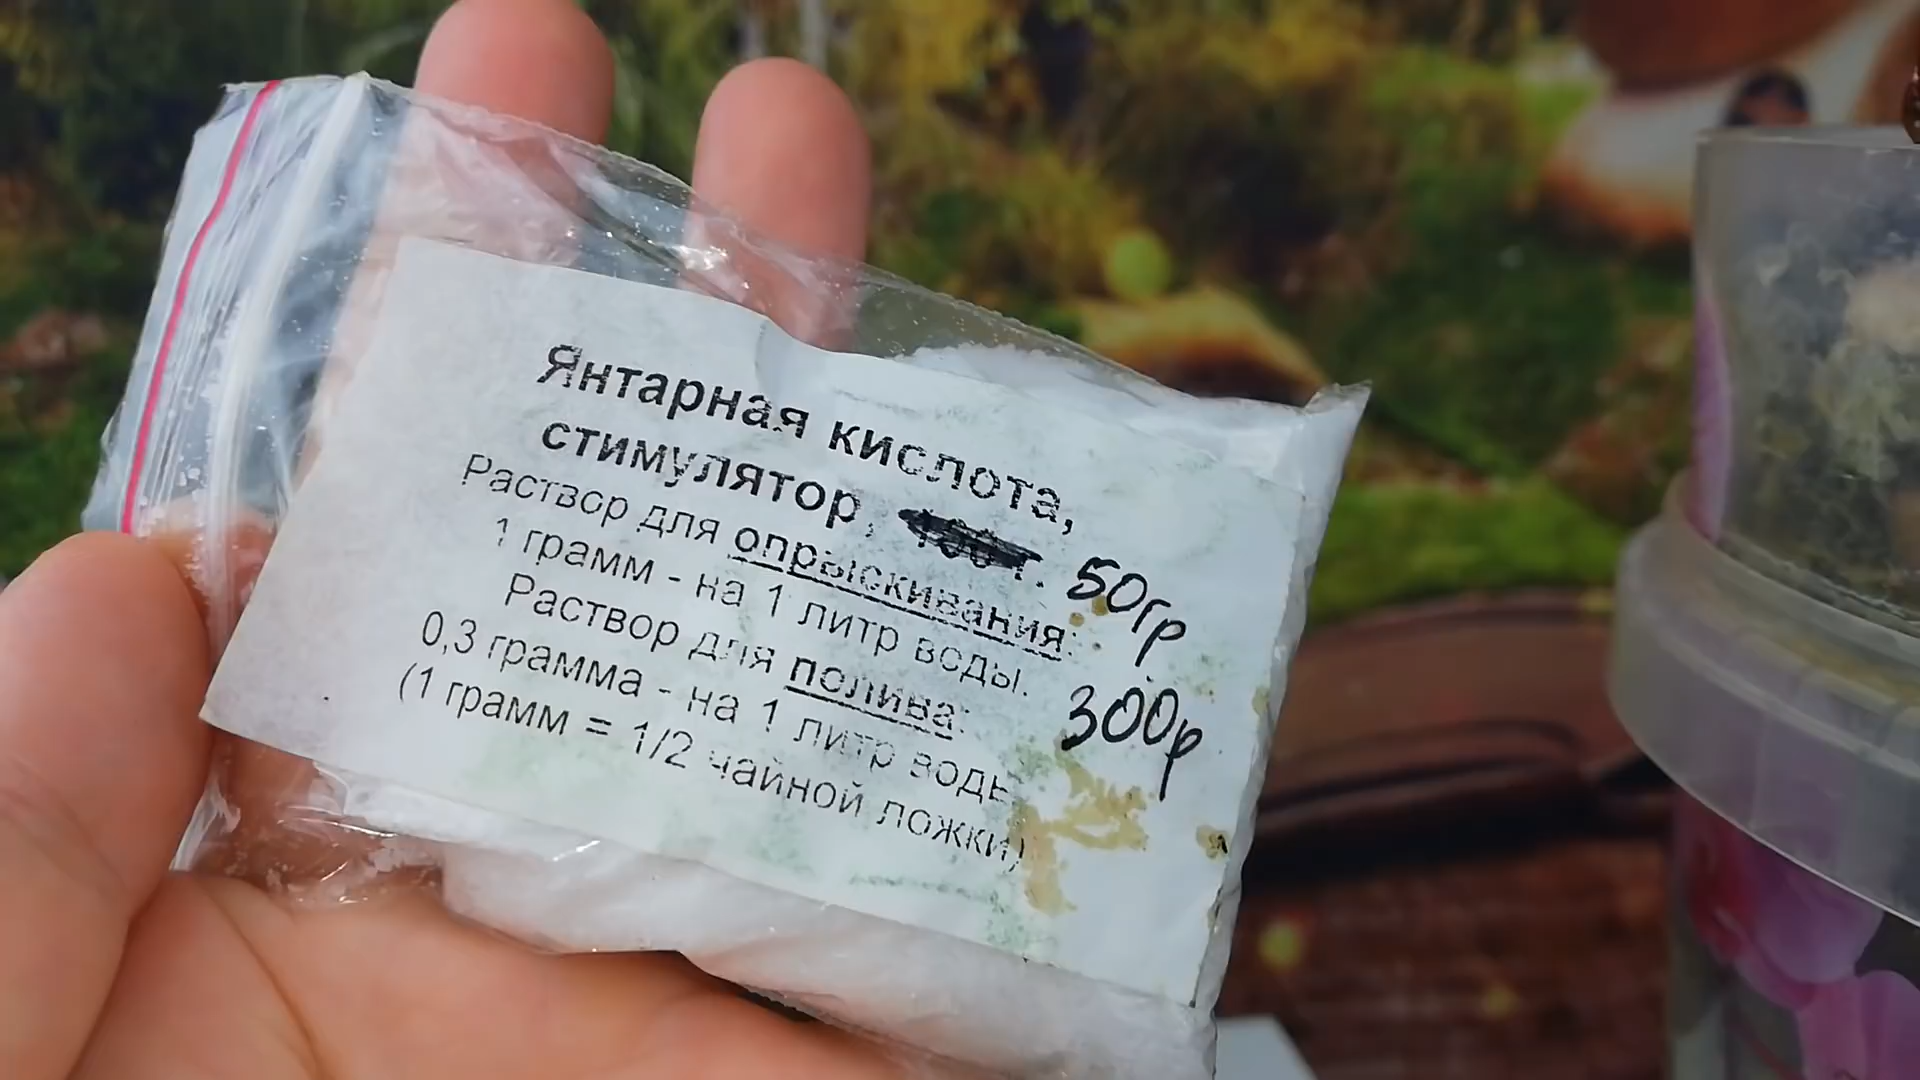 Янтарная кислота,
стимулятор, 100 г. 50гр
Раствор для опрыскивания:
1 грамм - на 1 литр воды.
Раствор для полива: 300р
0,3 грамма - на 1 литр воды
(1 грамм = 1/2 чайной ложки)